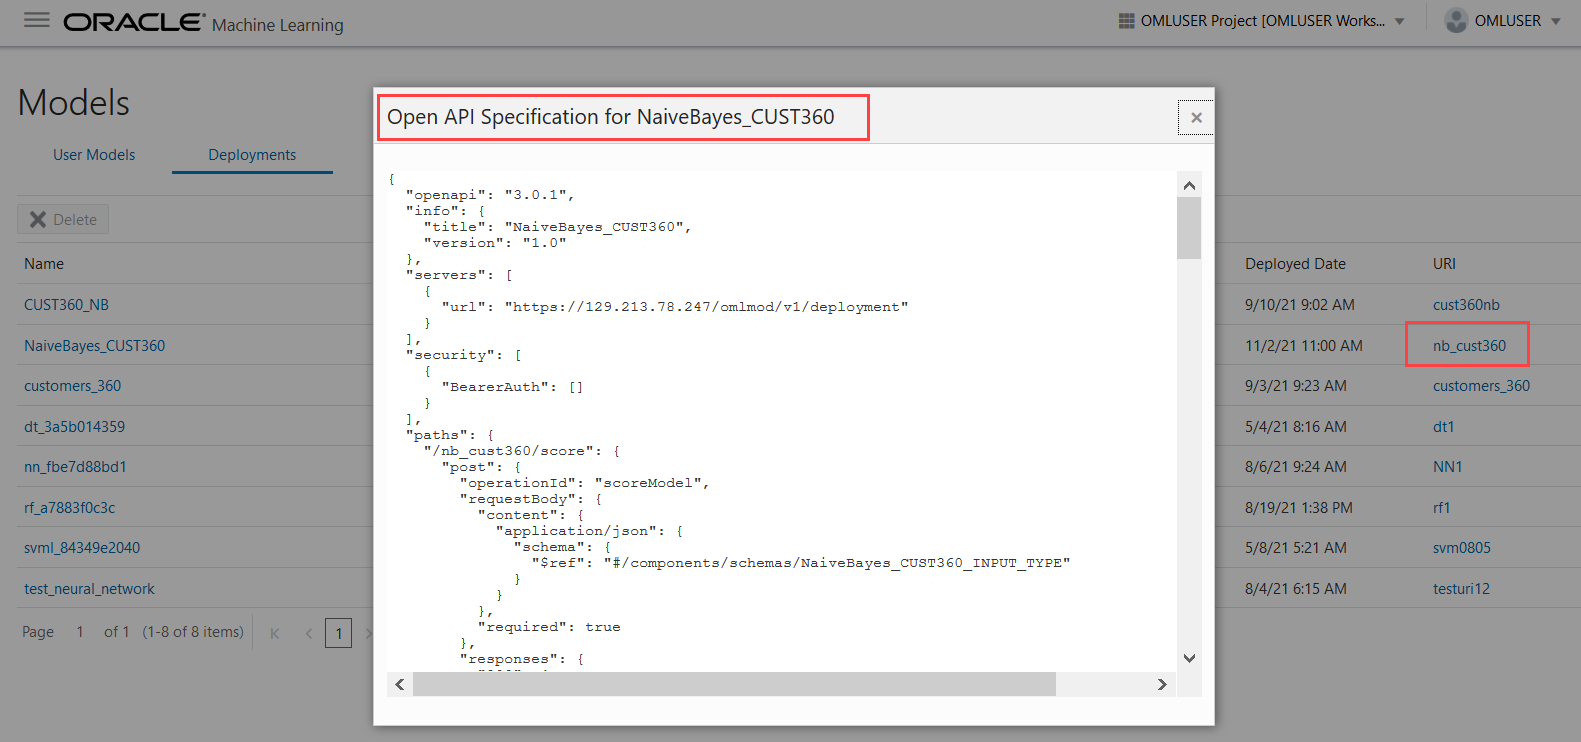 ORACLE® Machine Learning
OMLUSER Project [OMLUSER Works...
OMLUSER
Models
User Models
Deployments
Delete
Name
Deployed Date
URI
CUST360_NB
9/10/21 9:02 AM
cust360nb
NaiveBayes_CUST360
11/2/21 11:00 AM
nb_cust360
customers_360
9/3/21 9:23 AM
customers_360
dt_3a5b014359
5/4/21 8:16 AM
dt1
nn_fbe7d88bd1
8/6/21 9:24 AM
NN1
rf_a7883f0c3c
8/19/21 1:38 PM
rf1
svml_84349e2040
5/8/21 5:21 AM
svm0805
test_neural_network
8/4/21 6:15 AM
testuri12
Page 1 of 1 (1-8 of 8 items) 1
Open API Specification for NaiveBayes_CUST360
{
"openapi": "3.0.1",
"info": {
"title": "NaiveBayes_CUST360",
"version": "1.0"
},
"servers": [
{
"url": "https://129.213.78.247/omlmod/v1/deployment"
}
],
"security": [
{
"BearerAuth": []
}
],
"paths": {
"/nb_cust360/score": {
"post": {
"operationId": "scoreModel",
"requestBody": {
"content": {
"application/json": {
"schema": {
"$ref": "#/components/schemas/NaiveBayes_CUST360_INPUT_TYPE"
}
}
},
"required": true
},
"responses": {